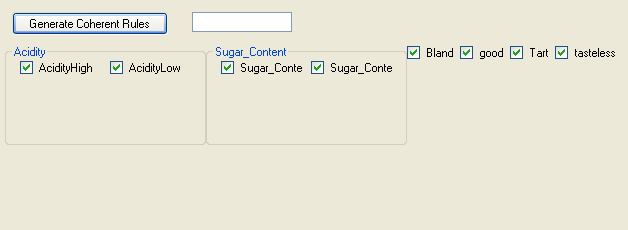 Generate Coherent Rules
Acidity
AcidityHigh AcidityLow
Sugar_Content
Sugar_Conte Sugar_Conte
Bland good Tart tasteless